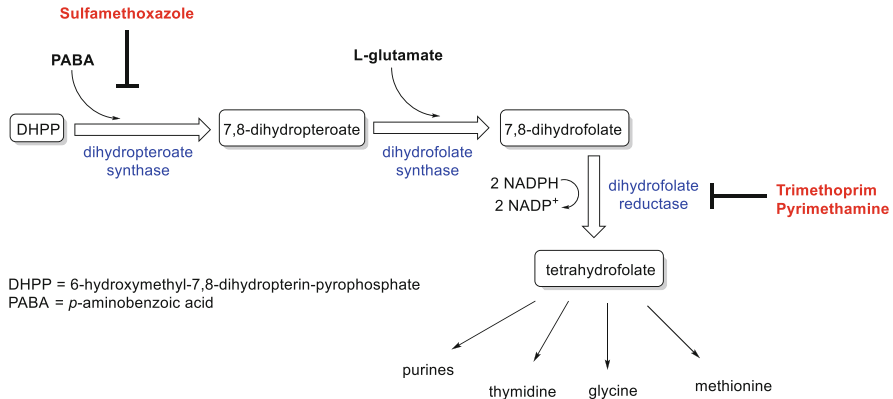 Sulfamethoxazole
PABA
L-glutamate
DHPP
7,8-dihydropteroate
7,8-dihydrofolate
dihydropteroate
synthase
dihydrofolate
synthase
2 NADPH
2 NADP+
dihydrofolate
reductase
Trimethoprim
Pyrimethamine
tetrahydrofolate
DHPP = 6-hydroxymethyl-7,8-dihydropterin-pyrophosphate
PABA = p-aminobenzoic acid
purines
thymidine
glycine
methionine